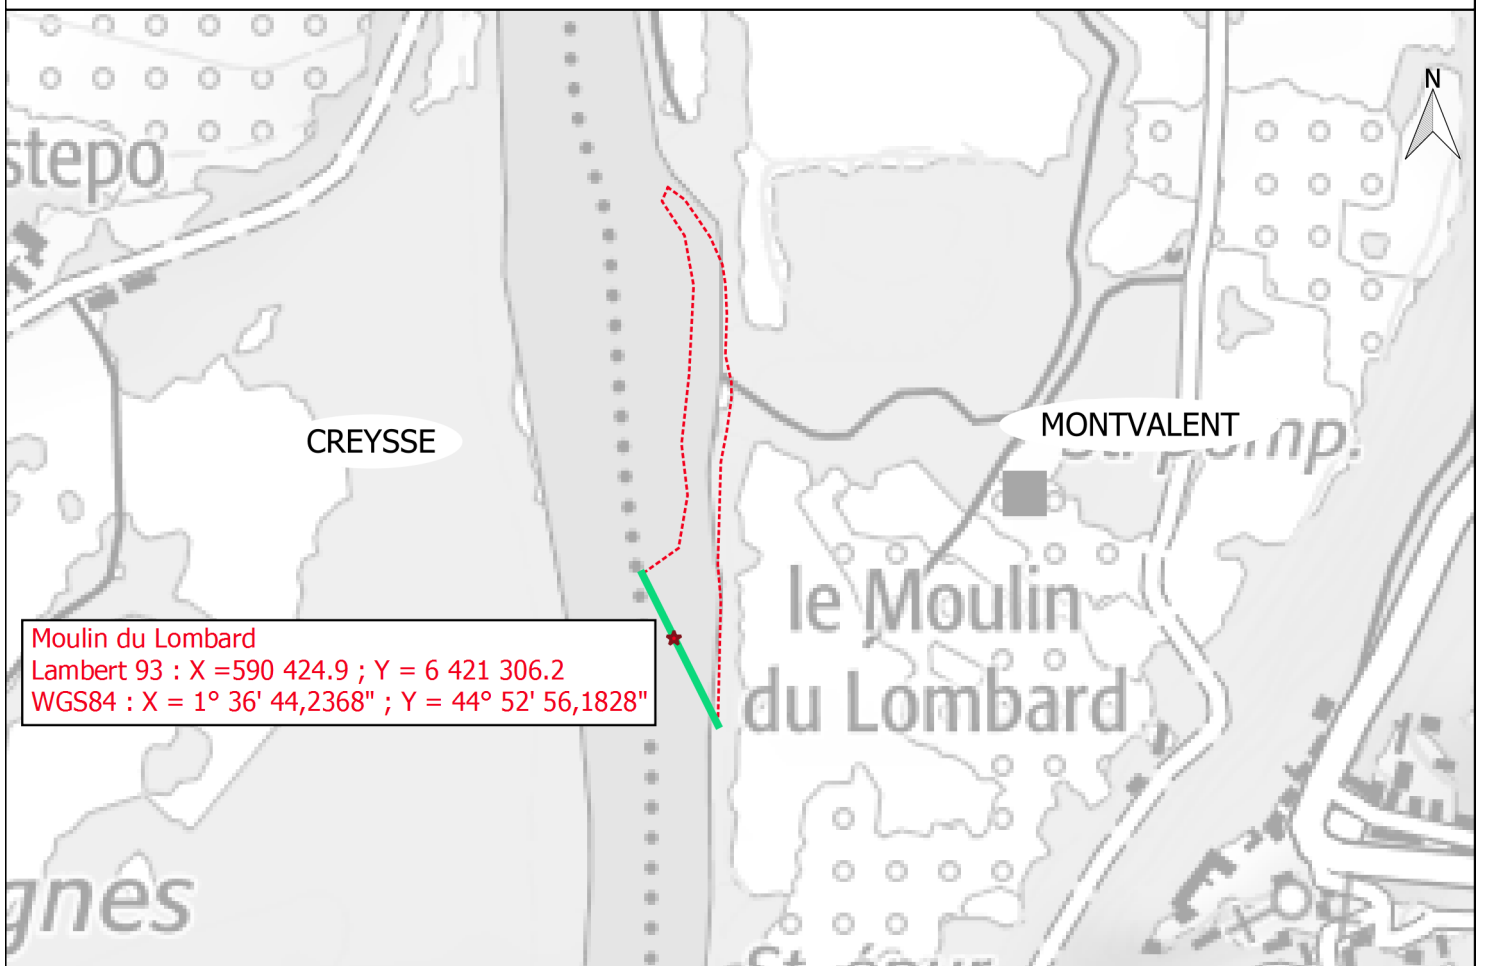 N
stepo
CREYSSE
MONTVALENT
le Moulin
du Lombard
Moulin du Lombard
Lambert 93 : X =590 424.9 ; Y = 6 421 306.2
WGS84 : X = 1° 36' 44,2368" ; Y = 44° 52' 56,1828"
gnes